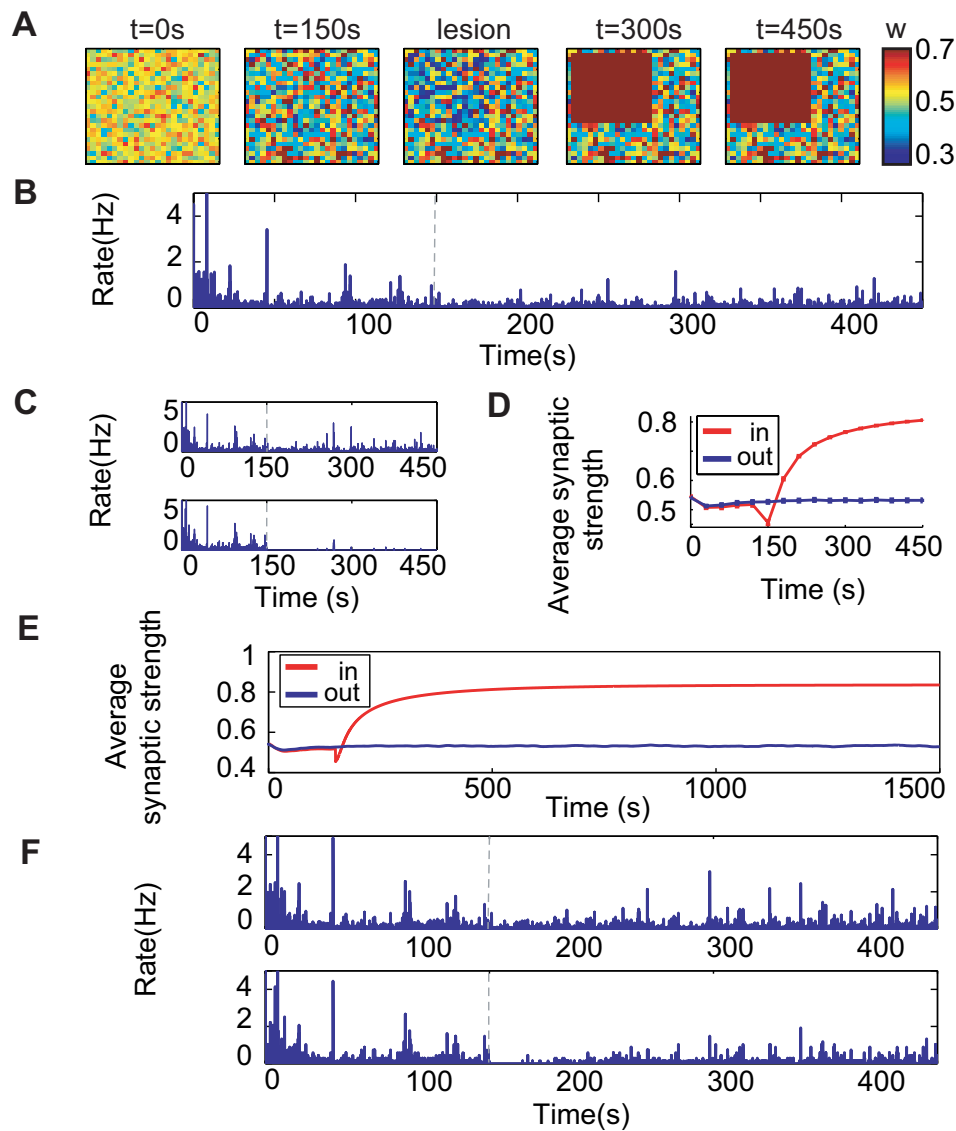 A
t=0s t=150s lesion t=300s t=450s w
0.7
0.5
0.3
B
Rate(Hz)
4
2
0
0 100 200 300 400
Time(s)
C
Rate(Hz)
5
0
0 150 300 450
5
0
0 150 300 450
Time (s)
D
Average synaptic
strength
0.8
0.6
0.5
in
out
0 150 300 450
Time (s)
E
Average
synaptic strength
1
0.8
0.6
0.4
in
out
0 500 1000 1500
Time (s)
F
Rate(Hz)
4
2
0
0 100 200 300 400
4
2
0
0 100 200 300 400
Time(s)